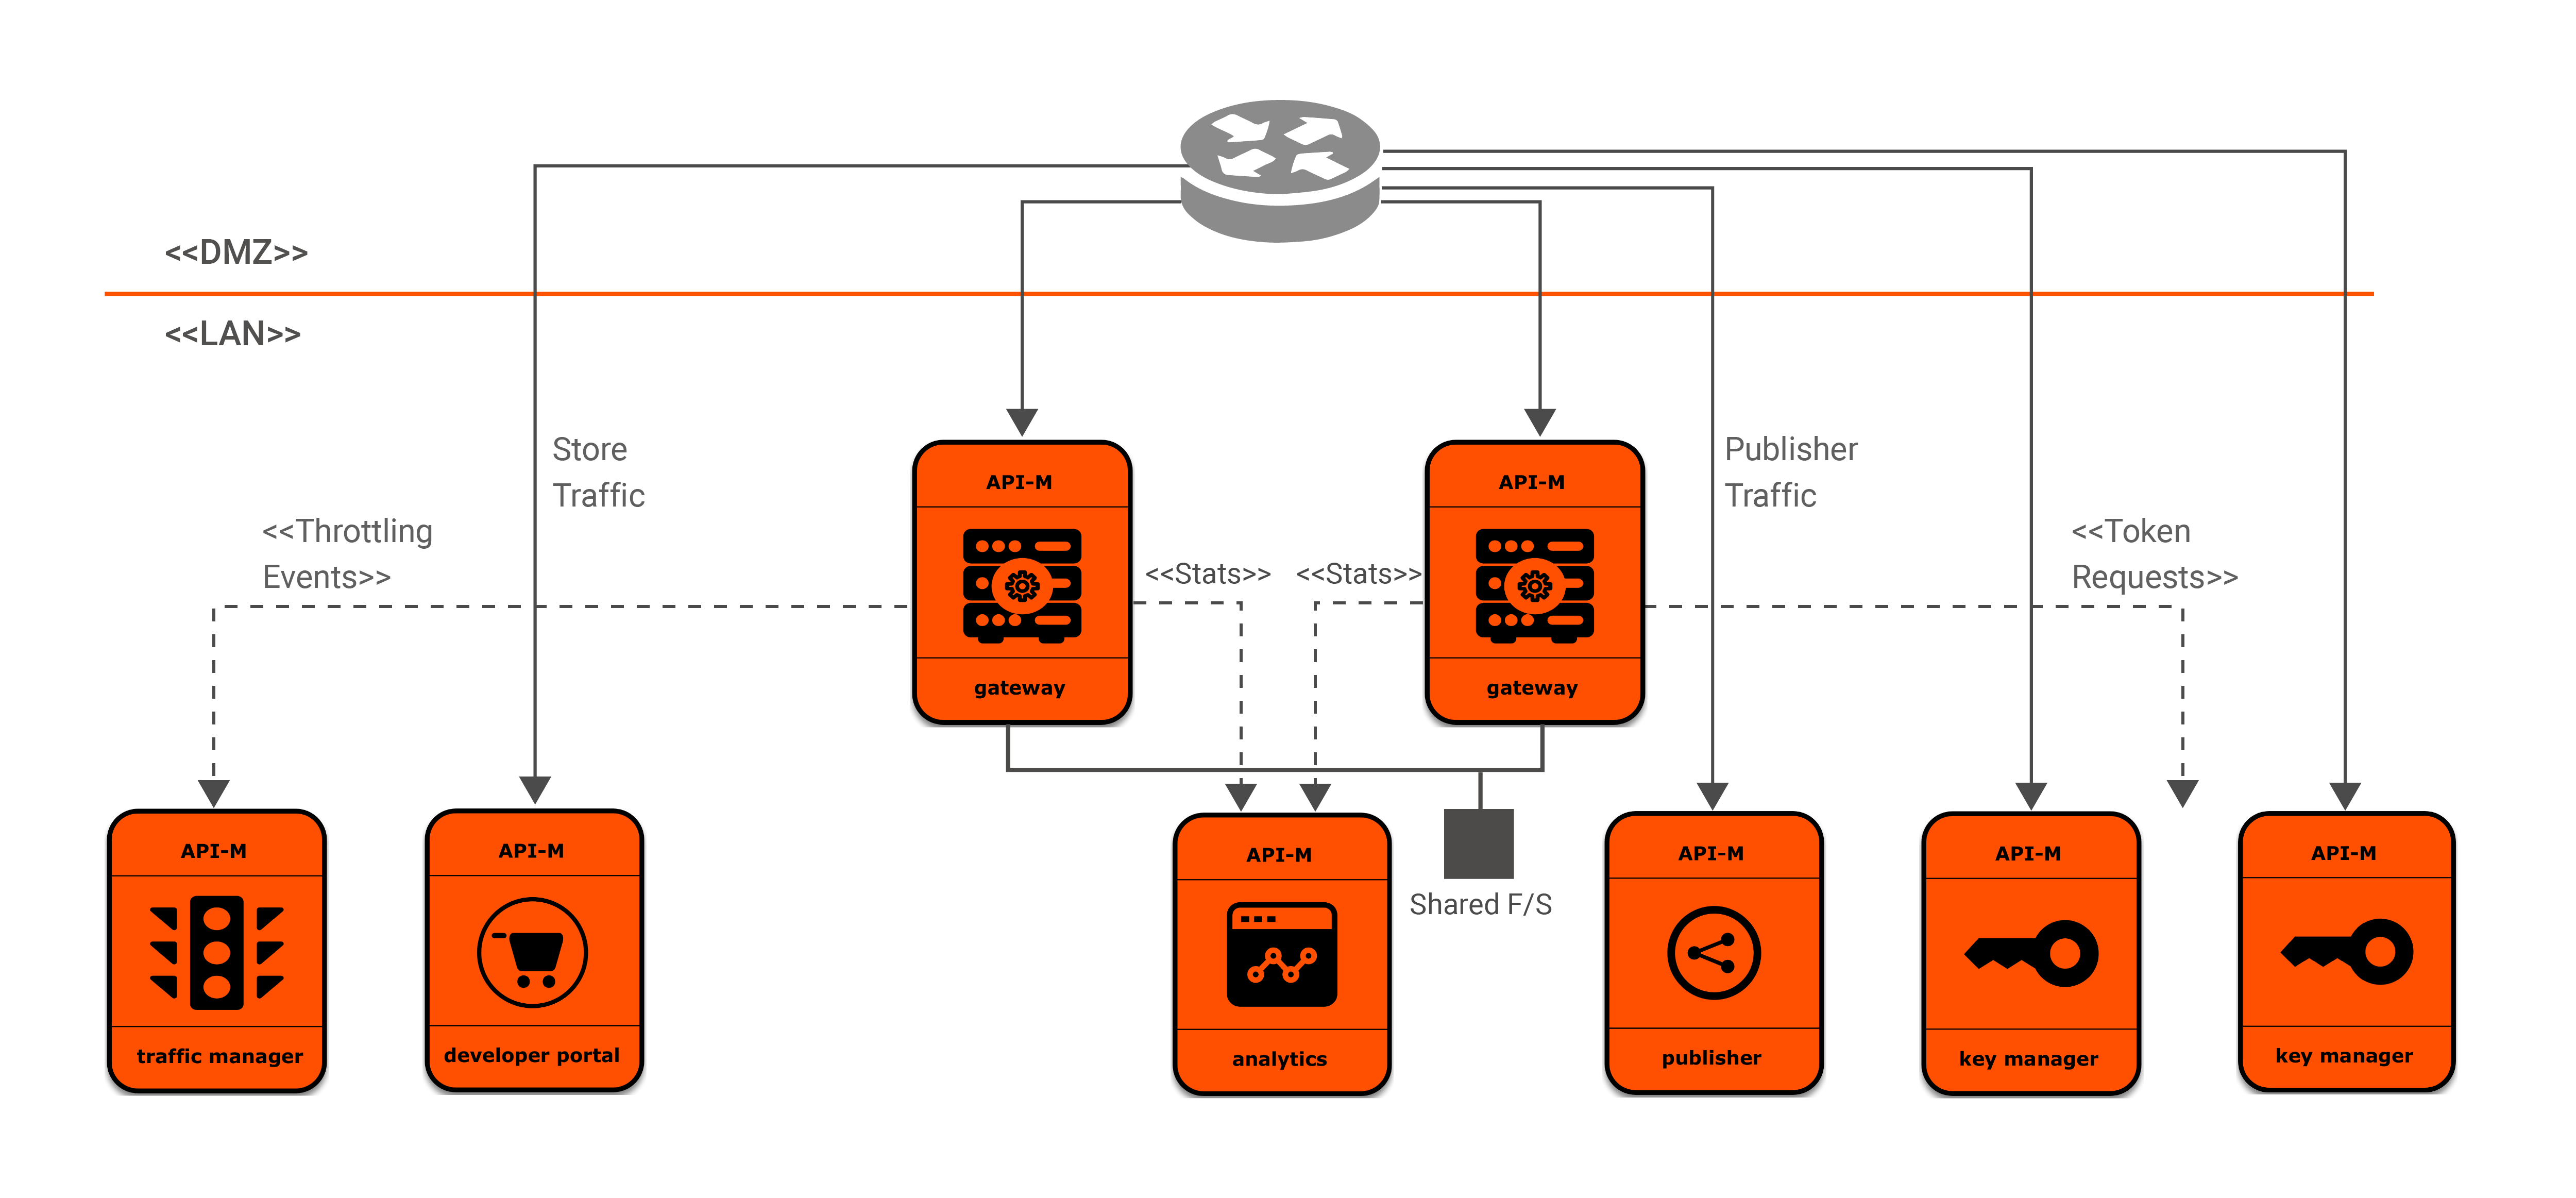 <<DMZ>>
<<LAN>>
Store
Traffic
Publisher
Traffic
<<Throttling
Events>>
<<Token
Requests>>
API-M
gateway
<<Stats>>
<<Stats>>
API-M
gateway
Shared F/S
API-M
traffic manager
API-M
developer portal
API-M
analytics
API-M
publisher
API-M
key manager
API-M
key manager